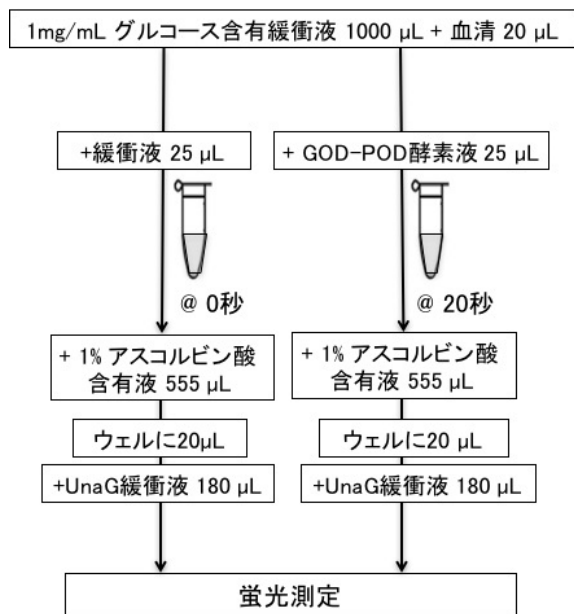 1mg/mL グルコース含有緩衝液 1000 µL + 血清 20 µL
+緩衝液 25 µL
+ GOD-POD酵素液 25 µL
@ 0秒
@ 20秒
+ 1% アスコルビン酸
含有液 555 µL
+ 1% アスコルビン酸
含有液 555 µL
ウェルに20µL
ウェルに20 µL
+UnaG緩衝液 180 µL
+UnaG緩衝液 180 µL
蛍光測定